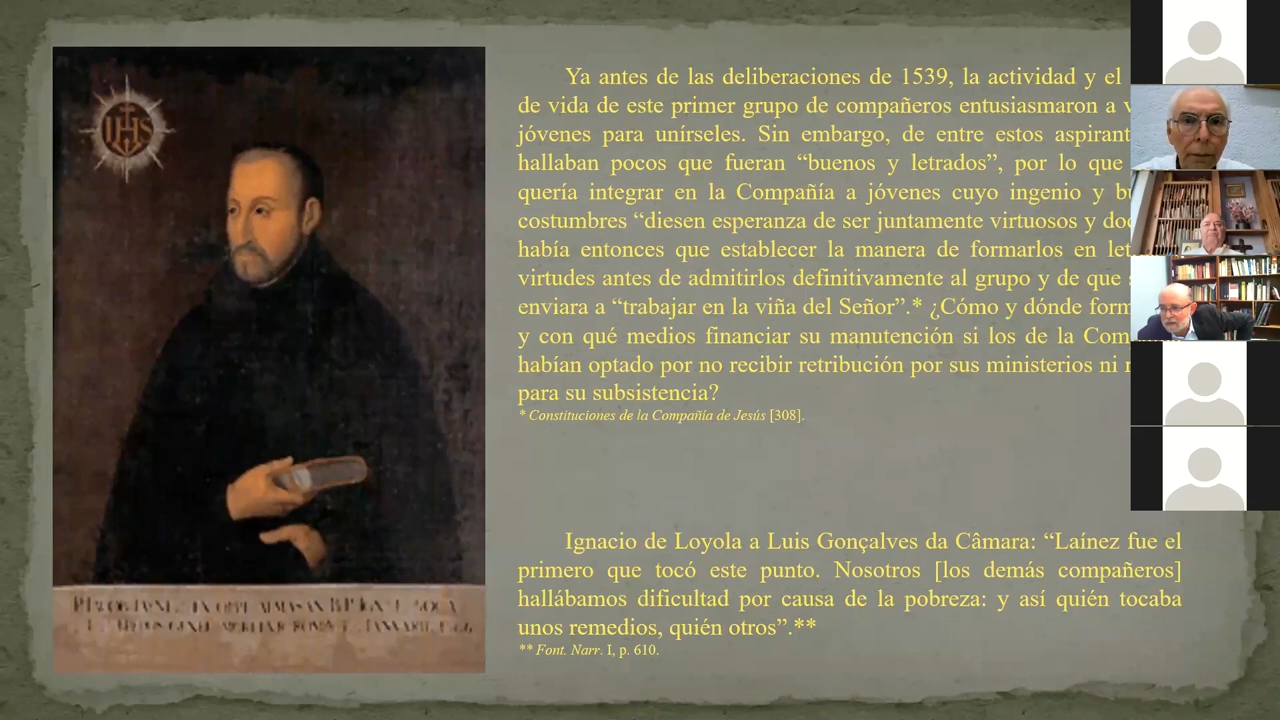 IHS
Ya antes de las deliberaciones de 1539, la actividad y el
de vida de este primer grupo de compañeros entusiasmaron a
jóvenes para unírseles. Sin embargo, de entre estos
hallaban pocos que fueran “buenos y letrados”, por lo que
quería integrar en la Compañía a jóvenes cuyo ingenio y
costumbres “diesen esperanza de ser juntamente virtuosos y
había entonces que establecer la manera de formarlos en
virtudes antes de admitirlos definitivamente al grupo y de que
enviara a “trabajar en la viña del Señor”.* ¿Cómo y dónde
y con qué medios financiar su manutención si los de la
habían optado por no recibir retribución por sus ministerios ni
para su subsistencia?
* Constituciones de la Compañía de Jesús [308].
Ignacio de Loyola a Luis Gonçalves da Câmara: “Laínez fue el
primero que tocó este punto. Nosotros [los demás compañeros]
hallábamos dificultad por causa de la pobreza: y así quién tocaba
unos remedios, quién otros”.**
** Font. Narr. I, p. 610.